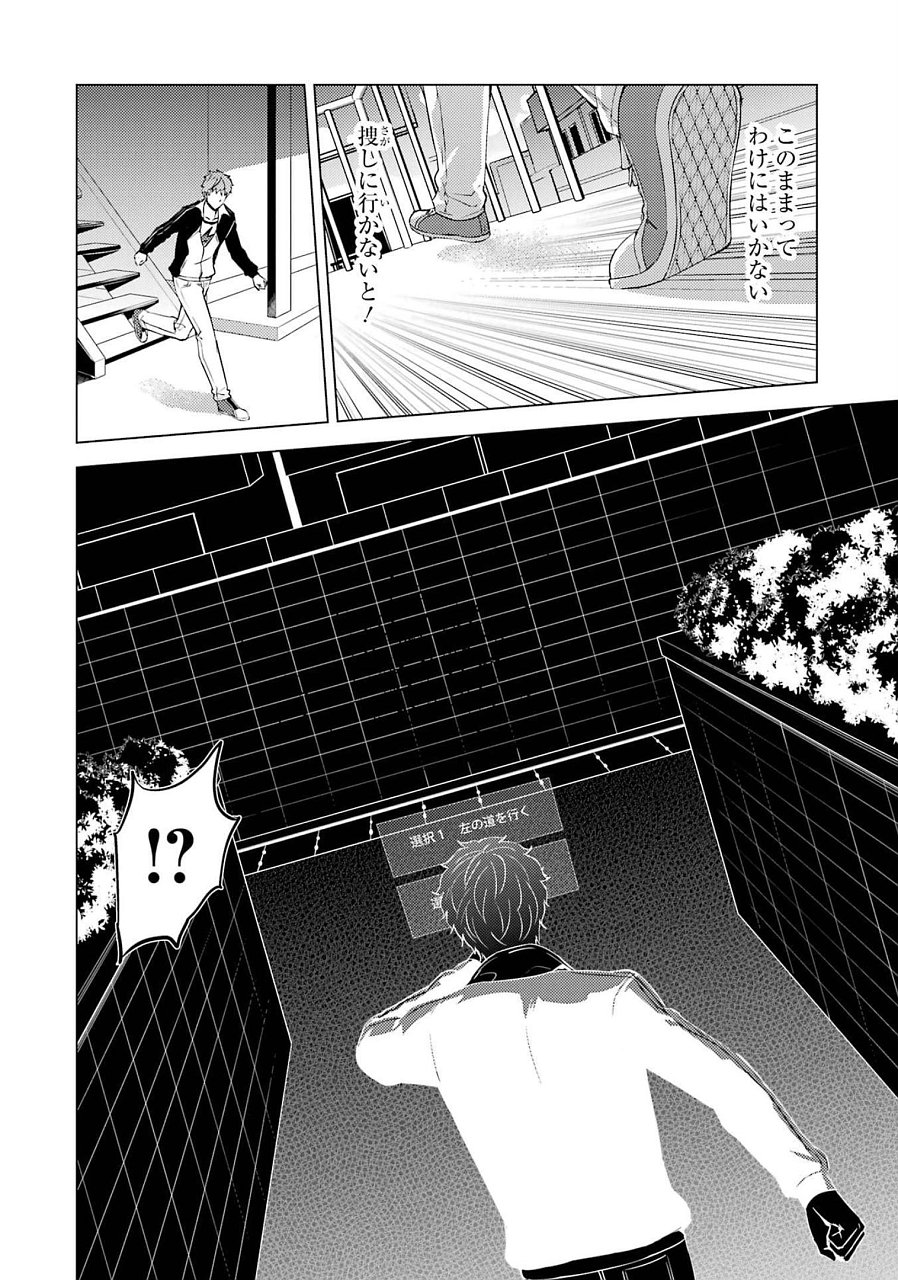 このままって
わけにはいかない
捜しに行かないと！
!?
選択1 左の道を行く
選